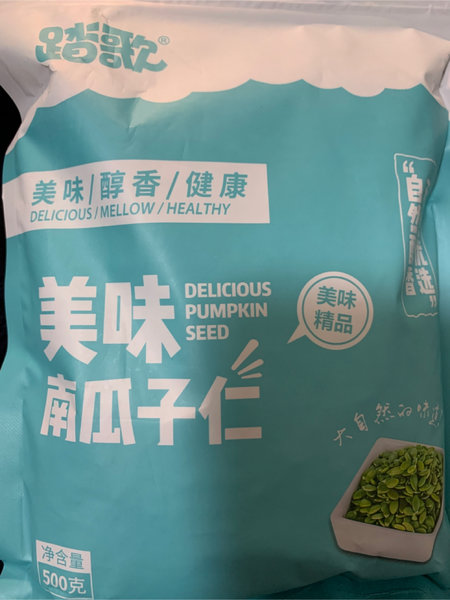 踏歌®
美味/醇香/健康
DELICIOUS/MELLOW/HEALTHY
美味
DELICIOUS
PUMPKIN
SEED
南瓜子仁
美味
精品
大自然的味
净含量
500克